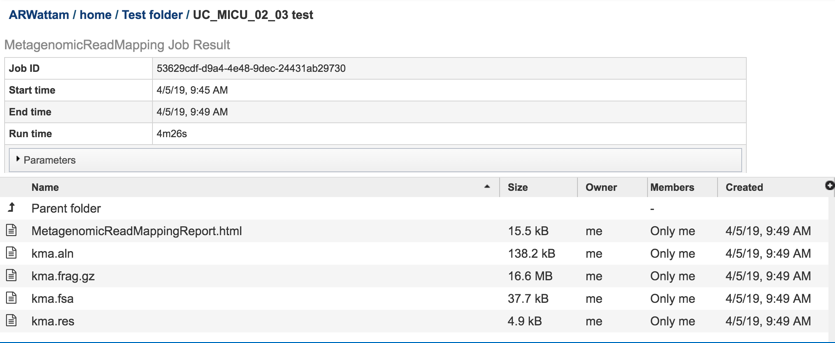 ARWattam / home / Test folder / UC_MICU_02_03 test
MetagenomicReadMapping Job Result
Job ID 53629cdf-d9a4-4e48-9dec-24431ab29730
Start time 4/5/19, 9:45 AM
End time 4/5/19, 9:49 AM
Run time 4m26s
Parameters
Name Size Owner Members Created
Parent folder -
MetagenomicReadMappingReport.html 15.5 kB me Only me 4/5/19, 9:49 AM
kma.aln 138.2 kB me Only me 4/5/19, 9:49 AM
kma.frag.gz 16.6 MB me Only me 4/5/19, 9:49 AM
kma.fsa 37.7 kB me Only me 4/5/19, 9:49 AM
kma.res 4.9 kB me Only me 4/5/19, 9:49 AM